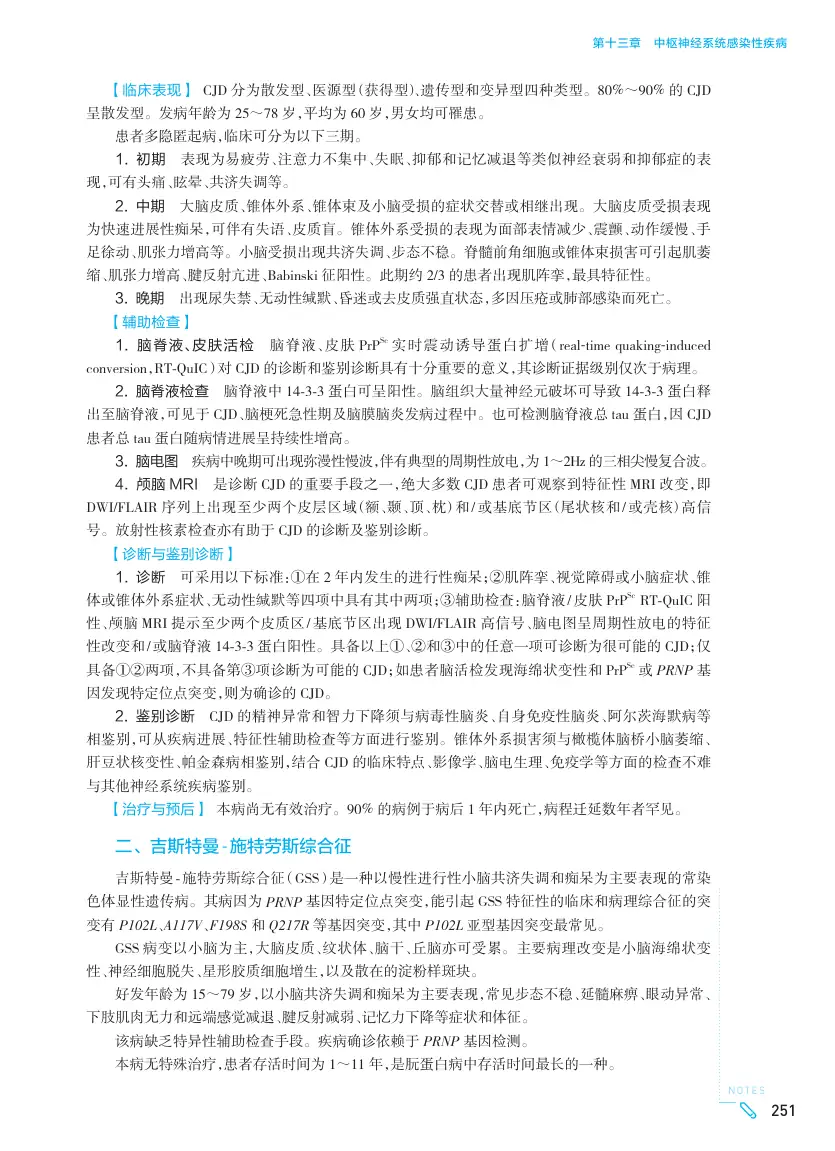 第十三章 中枢神经系统感染性疾病
【临床表现】 CJD 分为散发型、医源型(获得型)、遗传型和变异型四种类型。80%～90% 的 CJD
呈散发型。发病年龄为 25～78 岁,平均为 60 岁,男女均可罹患。
患者多隐匿起病,临床可分为以下三期。
1. 初期 表现为易疲劳、注意力不集中、失眠、抑郁和记忆减退等类似神经衰弱和抑郁症的表
现,可有头痛、眩晕、共济失调等。
2. 中期 大脑皮质、锥体外系、锥体束及小脑受损的症状交替或相继出现。大脑皮质受损表现
为快速进展性痴呆,可伴有失语、皮质盲。锥体外系受损的表现为面部表情减少、震颤、动作缓慢、手
足徐动、肌张力增高等。小脑受损出现共济失调、步态不稳。脊髓前角细胞或锥体束损害可引起肌萎
缩、肌张力增高、腱反射亢进、Babinski 征阳性。此期约 2/3 的患者出现肌阵挛,最具特征性。
3. 晚期 出现尿失禁、无动性缄默、昏迷或去皮质强直状态,多因压疮或肺部感染而死亡。
【辅助检查】
1. 脑脊液、皮肤活检 脑脊液、皮肤 PrPSc 实时震动诱导蛋白扩增(real-time quaking-induced
conversion,RT-QuIC)对 CJD 的诊断和鉴别诊断具有十分重要的意义,其诊断证据级别仅次于病理。
2. 脑脊液检查 脑脊液中 14-3-3 蛋白可呈阳性。脑组织大量神经元破坏可导致 14-3-3 蛋白释
出至脑脊液,可见于 CJD、脑梗死急性期及脑膜脑炎发病过程中。也可检测脑脊液总 tau 蛋白,因 CJD
患者总 tau 蛋白随病情进展呈持续性增高。
3. 脑电图 疾病中晚期可出现弥漫性慢波,伴有典型的周期性放电,为 1～2Hz 的三相尖慢复合波。
4. 颅脑 MRI 是诊断 CJD 的重要手段之一,绝大多数 CJD 患者可观察到特征性 MRI 改变,即
DWI/FLAIR 序列上出现至少两个皮层区域(额、颞、顶、枕)和/或基底节区(尾状核和/或壳核)高信
号。放射性核素检查亦有助于 CJD 的诊断及鉴别诊断。
【诊断与鉴别诊断】
1. 诊断 可采用以下标准:①在 2 年内发生的进行性痴呆;②肌阵挛、视觉障碍或小脑症状、锥
体或锥体外系症状、无动性缄默等四项中具有其中两项;③辅助检查:脑脊液/皮肤 PrPSc RT-QuIC 阳
性、颅脑 MRI 提示至少两个皮质区/基底节区出现 DWI/FLAIR 高信号、脑电图呈周期性放电的特征
性改变和/或脑脊液 14-3-3 蛋白阳性。具备以上①、②和③中的任意一项可诊断为很可能的 CJD;仅
具备①②两项,不具备第③项诊断为可能的 CJD;如患者脑活检发现海绵状变性和 PrPSc 或 PRNP 基
因发现特定位点突变,则为确诊的 CJD。
2. 鉴别诊断 CJD 的精神异常和智力下降须与病毒性脑炎、自身免疫性脑炎、阿尔茨海默病等
相鉴别,可从疾病进展、特征性辅助检查等方面进行鉴别。锥体外系损害须与橄榄体脑桥小脑萎缩、
肝豆状核变性、帕金森病相鉴别,结合 CJD 的临床特点、影像学、脑电生理、免疫学等方面的检查不难
与其他神经系统疾病鉴别。
【治疗与预后】 本病尚无有效治疗。90% 的病例于病后 1 年内死亡,病程迁延数年者罕见。
二、吉斯特曼-施特劳斯综合征
吉斯特曼-施特劳斯综合征(GSS)是一种以慢性进行性小脑共济失调和痴呆为主要表现的常染
色体显性遗传病。其病因为 PRNP 基因特定位点突变,能引起 GSS 特征性的临床和病理综合征的突
变有 P102L、A117V、F198S 和 Q217R 等基因突变,其中 P102L 亚型基因突变最常见。
GSS 病变以小脑为主,大脑皮质、纹状体、脑干、丘脑亦可受累。主要病理改变是小脑海绵状变
性、神经细胞脱失、星形胶质细胞增生,以及散在的淀粉样斑块。
好发年龄为 15～79 岁,以小脑共济失调和痴呆为主要表现,常见步态不稳、延髓麻痹、眼动异常、
下肢肌肉无力和远端感觉减退、腱反射减弱、记忆力下降等症状和体征。
该病缺乏特异性辅助检查手段。疾病确诊依赖于 PRNP 基因检测。
本病无特殊治疗,患者存活时间为 1～11 年,是朊蛋白病中存活时间最长的一种。
NOTES
251